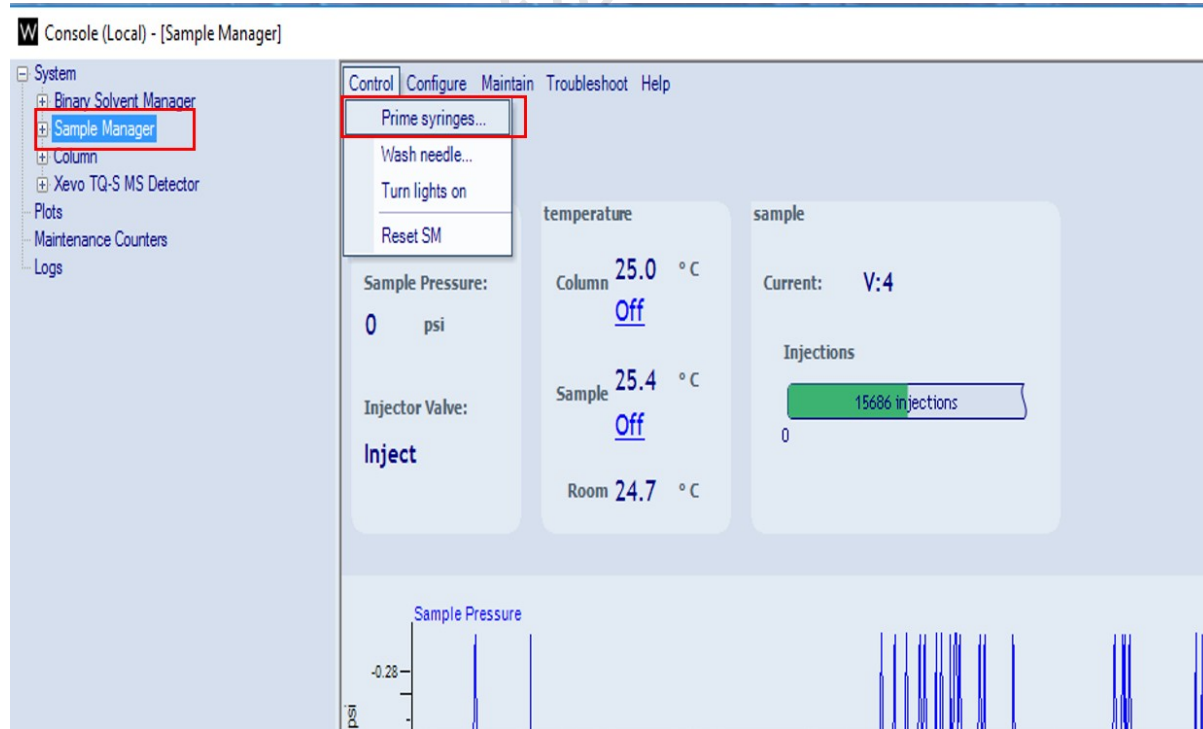 W Console (Local) - [Sample Manager]
System
Binary Solvent Manager
Sample Manager
Column
Xevo TQ-S MS Detector
Plots
Maintenance Counters
Logs
Control Configure Maintain Troubleshoot Help
Prime syringes...
Wash needle...
Turn lights on
Reset SM
Sample Pressure:
0 psi
Injector Valve:
Inject
temperature
Column 25.0 °C
Off
Sample 25.4 °C
Off
Room 24.7 °C
sample
Current: V:4
Injections
15686 injections
0
Sample Pressure
-0.28
psi